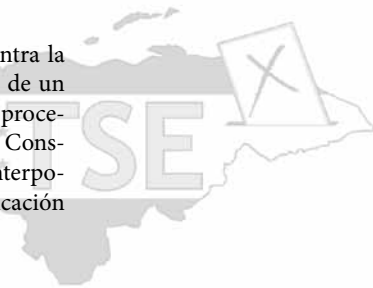 ntra la
de un
proce-
Cons-
nterpo-
cación
TSE